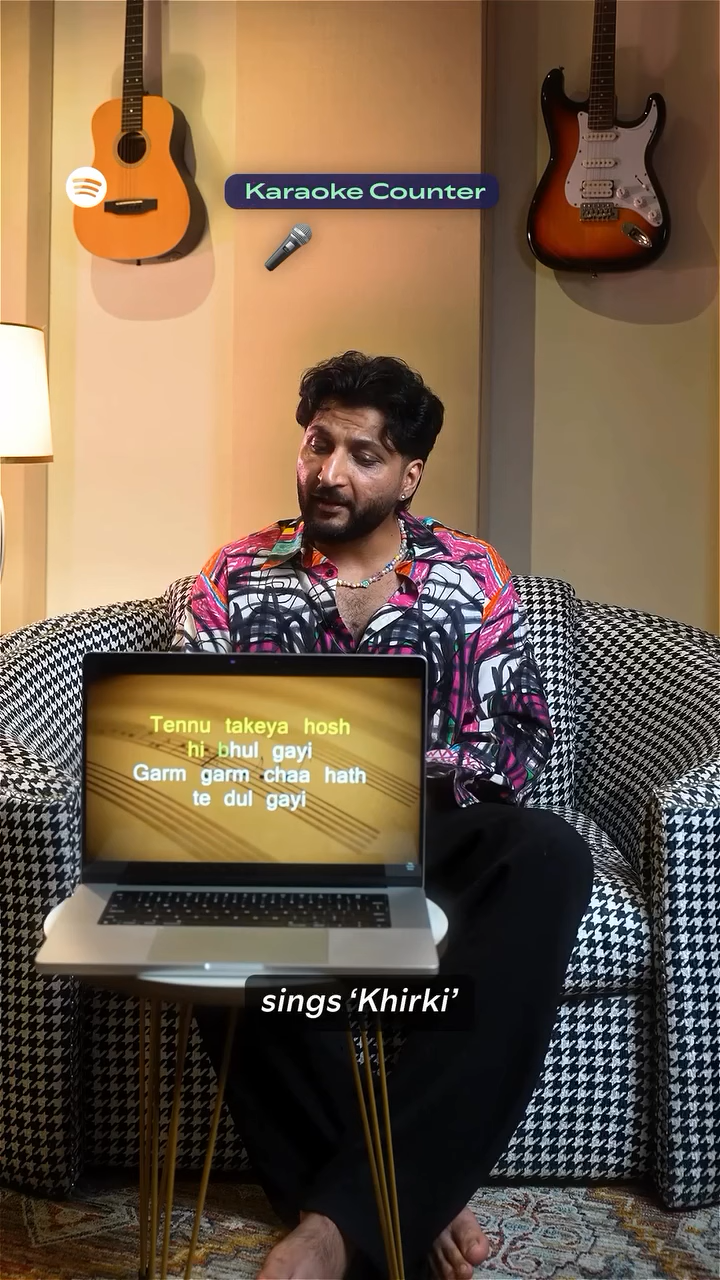 Karaoke Counter
Tennu takeya hosh
hi bhul gayi
Garm garm chaa hath
te dul gayi
sings ‘Khirki’